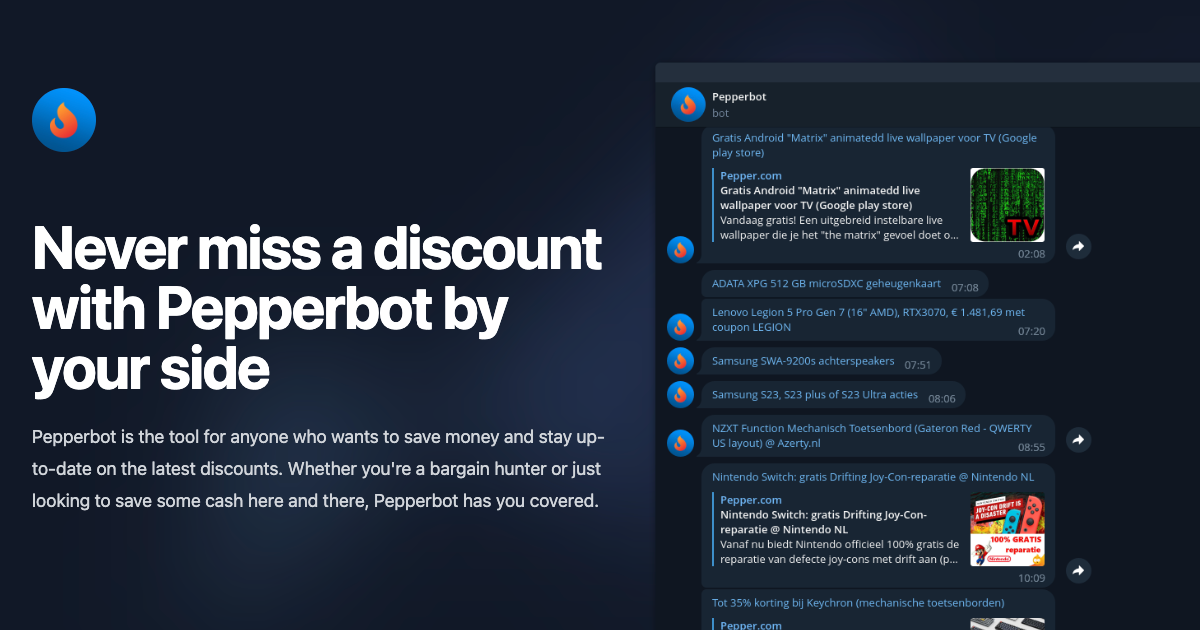 Never miss a discount
with Pepperbot by
your side
Pepperbot is the tool for anyone who wants to save money and stay up-
to-date on the latest discounts. Whether you're a bargain hunter or just
looking to save some cash here and there, Pepperbot has you covered.
Pepperbot
bot
Gratis Android "Matrix" animatedd live wallpaper voor TV (Google
play store)
Pepper.com
Gratis Android "Matrix" animatedd live
wallpaper voor TV (Google play store)
Vandaag gratis! Een uitgebreid instelbare live
wallpaper die je het "the matrix" gevoel doet o...
TV
02:08
ADATA XPG 512 GB microSDXC geheugenkaart
07:08
Lenovo Legion 5 Pro Gen 7 (16" AMD), RTX3070, € 1.481,69 met
coupon LEGION
07:20
Samsung SWA-9200s achterspeakers
07:51
Samsung S23, S23 plus of S23 Ultra acties
08:06
NZXT Function Mechanisch Toetsenbord (Gateron Red - QWERTY
US layout) @ Azerty.nl
08:55
Nintendo Switch: gratis Drifting Joy-Con-reparatie @ Nintendo NL
Pepper.com
Nintendo Switch: gratis Drifting Joy-Con-
reparatie @ Nintendo NL
Vanaf nu biedt Nintendo officieel 100% gratis de
reparatie van defecte joy-cons met drift aan (p...
JOY-CON DRIFT IS
A DISASTER
100% GRATIS
reparatie
Nintendo
10:09
Tot 35% korting bij Keychron (mechanische toetsenborden)
Pepper.com